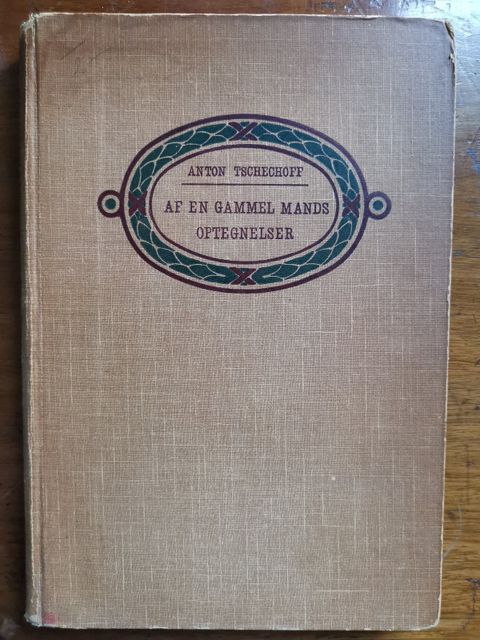 ANTON TSCHECHOFF
AF EN GAMMEL MANDS
OPTEGNELSER